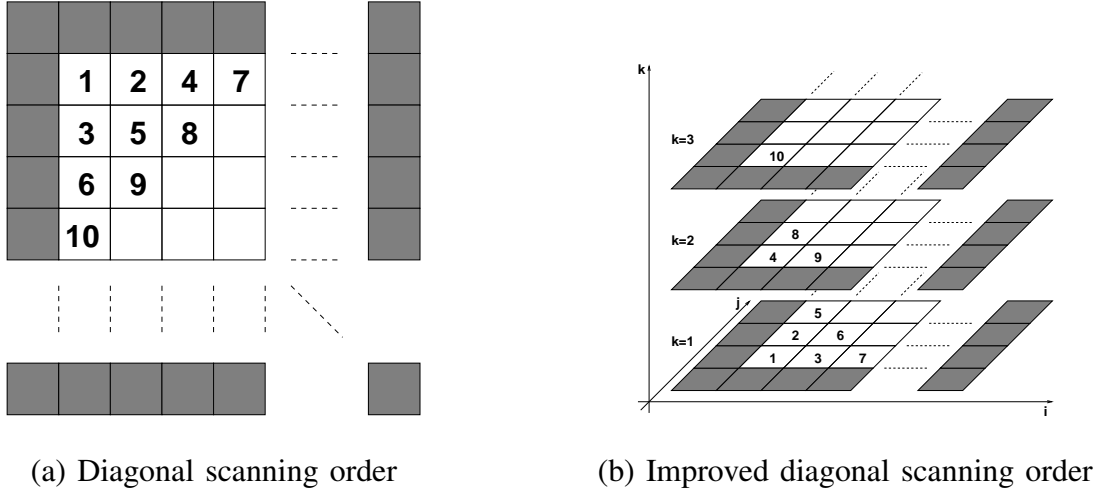 1 2 4 7
3 5 8
6 9
10
k
k=3
10
k=2
8
4 9
j
k=1
5
2 6
1 3 7
i
(a) Diagonal scanning order
(b) Improved diagonal scanning order